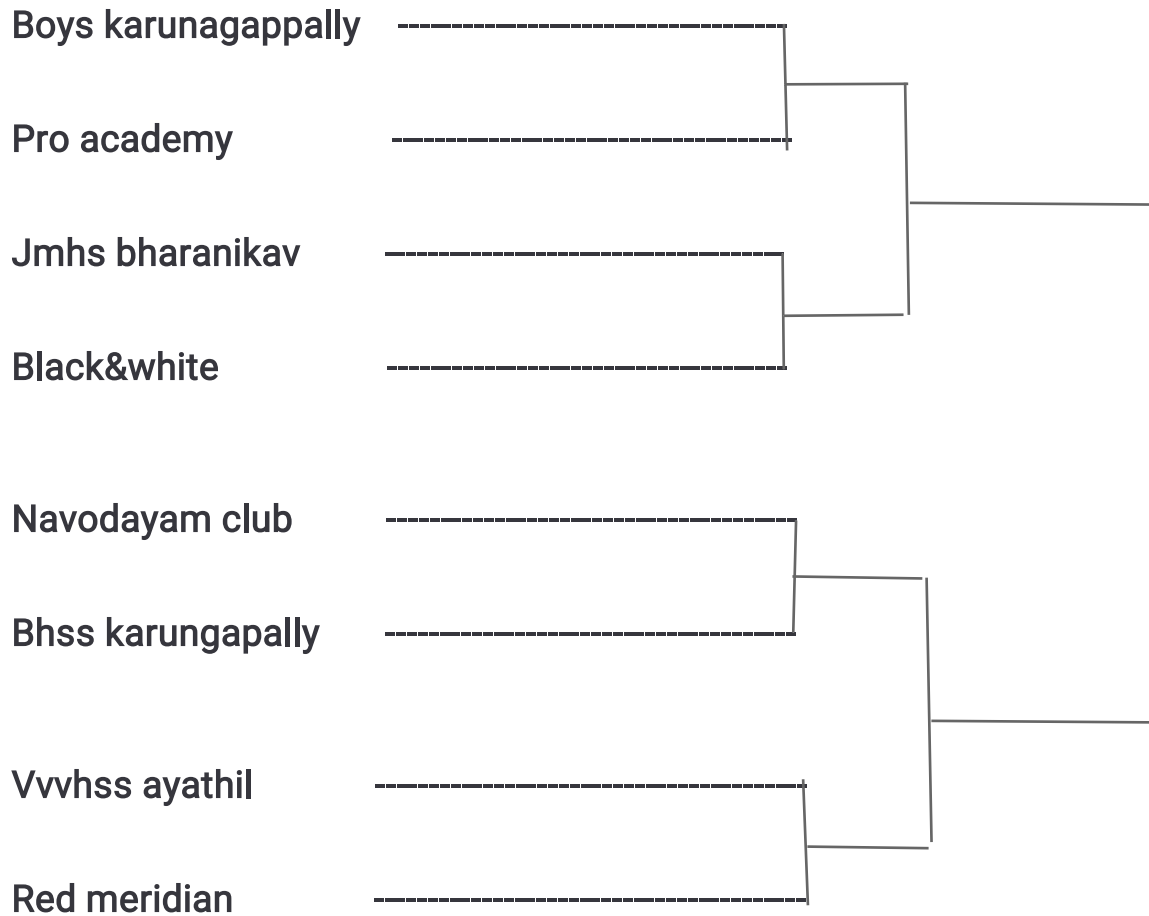 Boys karunagappally
Pro academy
Jmhs bharanikav
Black&white
Navodayam club
Bhss karungapally
Vvvhss ayathil
Red meridian